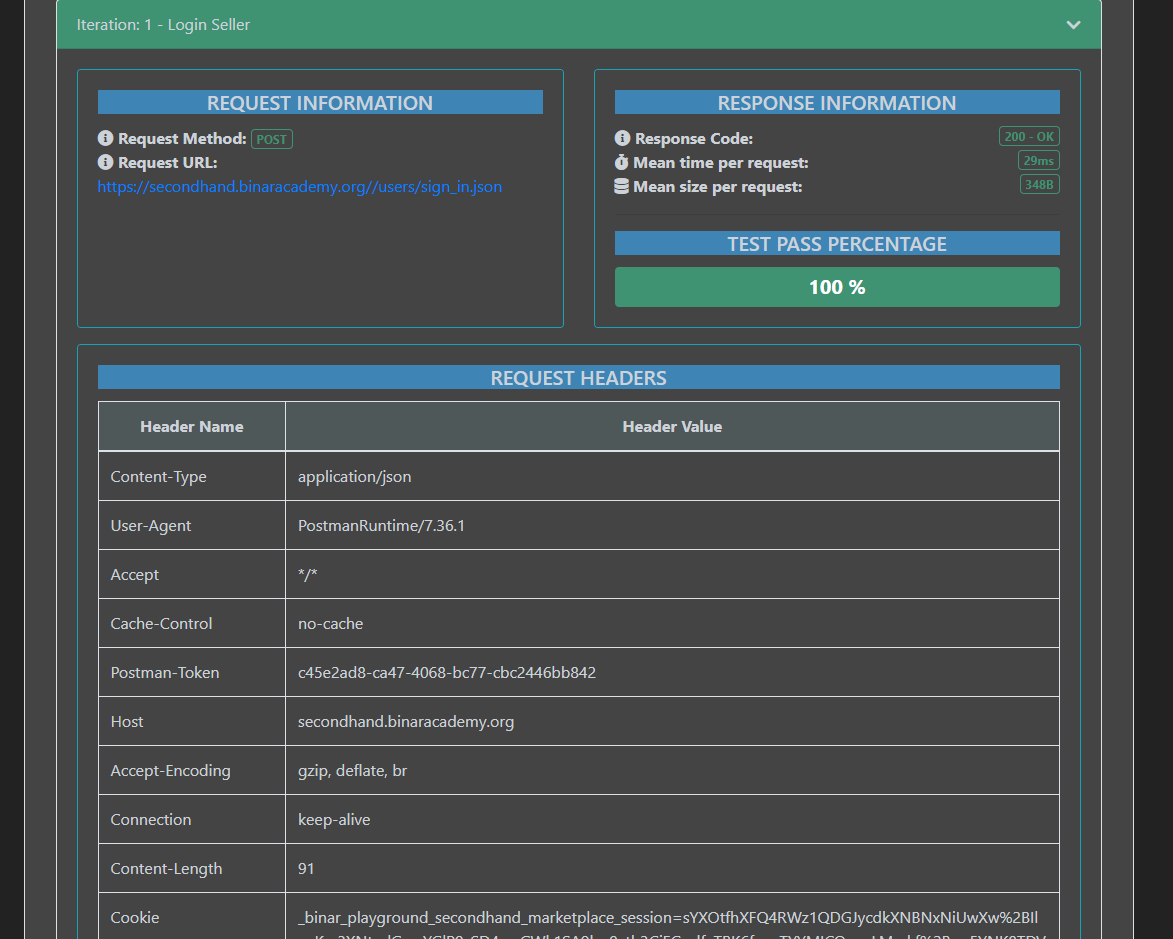 Iteration: 1 - Login Seller
REQUEST INFORMATION
Request Method: POST
Request URL:
https://secondhand.binaracademy.org//users/sign_in.json
RESPONSE INFORMATION
Response Code: 200 - OK
Mean time per request: 29ms
Mean size per request: 348B
TEST PASS PERCENTAGE
100 %
REQUEST HEADERS
Header Name Header Value
Content-Type application/json
User-Agent PostmanRuntime/7.36.1
Accept */*
Cache-Control no-cache
Postman-Token c45e2ad8-ca47-4068-bc77-cbc2446bb842
Host secondhand.binaracademy.org
Accept-Encoding gzip, deflate, br
Connection keep-alive
Content-Length 91
Cookie _binar_playground_secondhand_marketplace_session=sYXOtfhXFQ4RWz1QDGJycdkXNBNxNiUwXw%2BIl